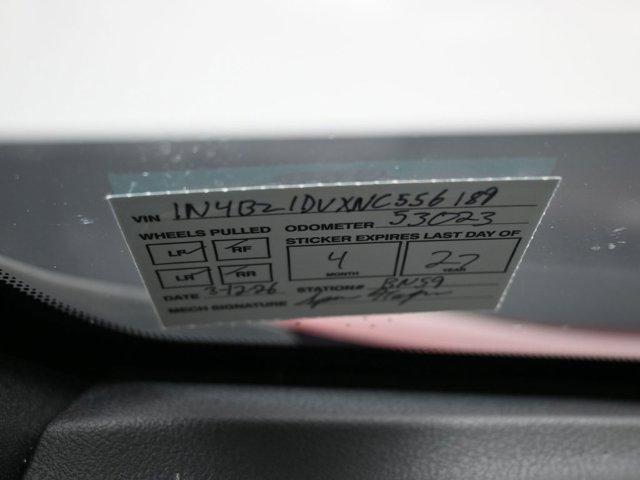 VIN 1N4BZ1DVXNC556189
WHEELS PULLED ODOMETER 53023
LF RF STICKER EXPIRES LAST DAY OF
4 27
LR RR MONTH YEAR
DATE 3-12-26 STATION# BN59
MECH SIGNATURE